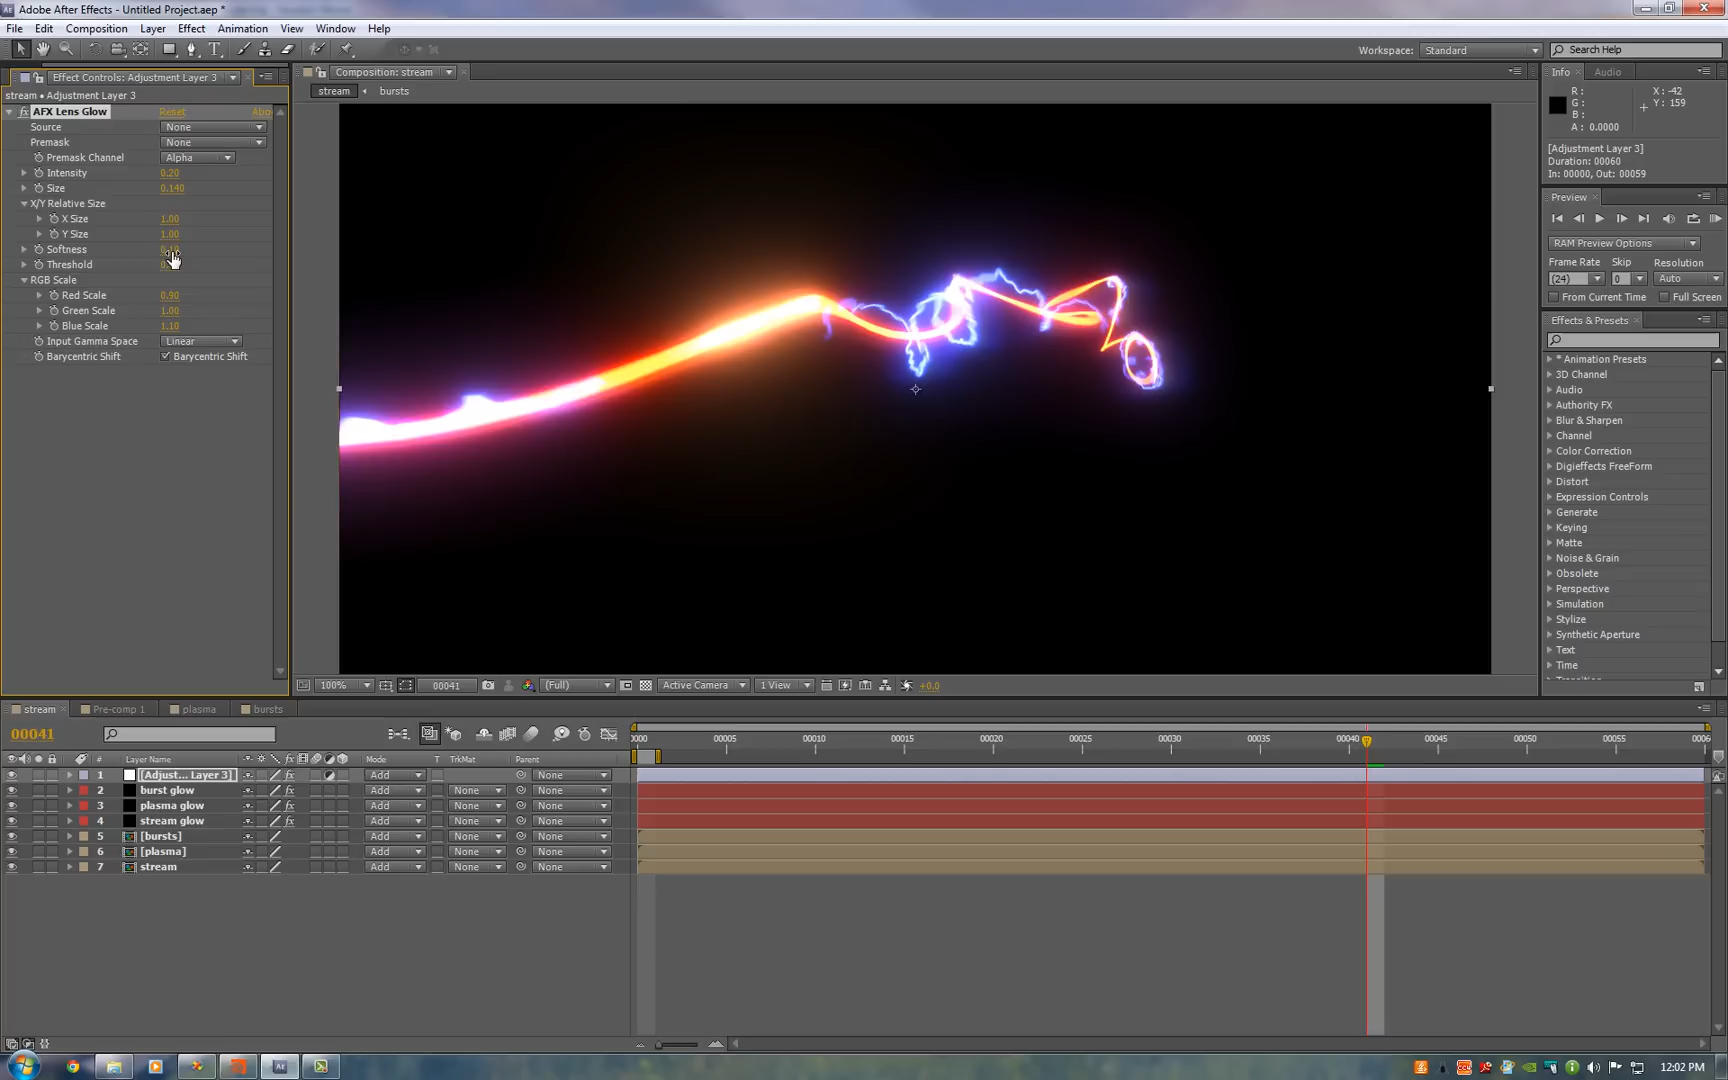 Adobe After Effects - Untitled Project.aep *
File Edit Composition Layer Effect Animation View Window Help
Workspace: Standard Search Help
Effect Controls: Adjustment Layer 3
stream • Adjustment Layer 3
fx AFX Lens Glow Reset Abo
Source None
Premask None
Premask Channel Alpha
Intensity 0.20
Size 0.140
X/Y Relative Size
X Size 1.00
Y Size 1.00
Softness
Threshold
RGB Scale
Red Scale 0.90
Green Scale 1.00
Blue Scale 1.10
Input Gamma Space Linear
Barycentric Shift Barycentric Shift
Composition: stream
stream bursts
100% 00041 (Full) Active Camera 1 View +0.0
Info Audio
R : X : -42
G : Y : 159
B :
A : 0.0000
[Adjustment Layer 3]
Duration: 00060
In: 00000, Out: 00059
Preview
RAM Preview Options
Frame Rate Skip Resolution
(24) 0 Auto
From Current Time Full Screen
Effects & Presets
* Animation Presets
3D Channel
Audio
Authority FX
Blur & Sharpen
Channel
Color Correction
Digieffects FreeForm
Distort
Expression Controls
Generate
Keying
Matte
Noise & Grain
Obsolete
Perspective
Simulation
Stylize
Synthetic Aperture
Text
Time
stream Pre-comp 1 plasma bursts
00041
0000 00005 00010 00015 00020 00025 00030 00035 00040 00045 00050 00055 0006
# Layer Name Mode T TrkMat Parent
1 [Adjust... Layer 3] fx Add None
2 burst glow fx Add None None
3 plasma glow fx Add None None
4 stream glow fx Add None None
5 [bursts] Add None None
6 [plasma] Add None None
7 stream Add None None
12:02 PM